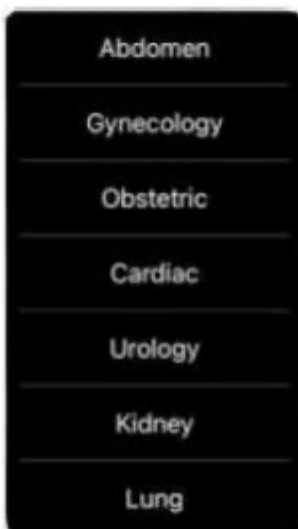 Abdomen
Gynecology
Obstetric
Cardiac
Urology
Kidney
Lung